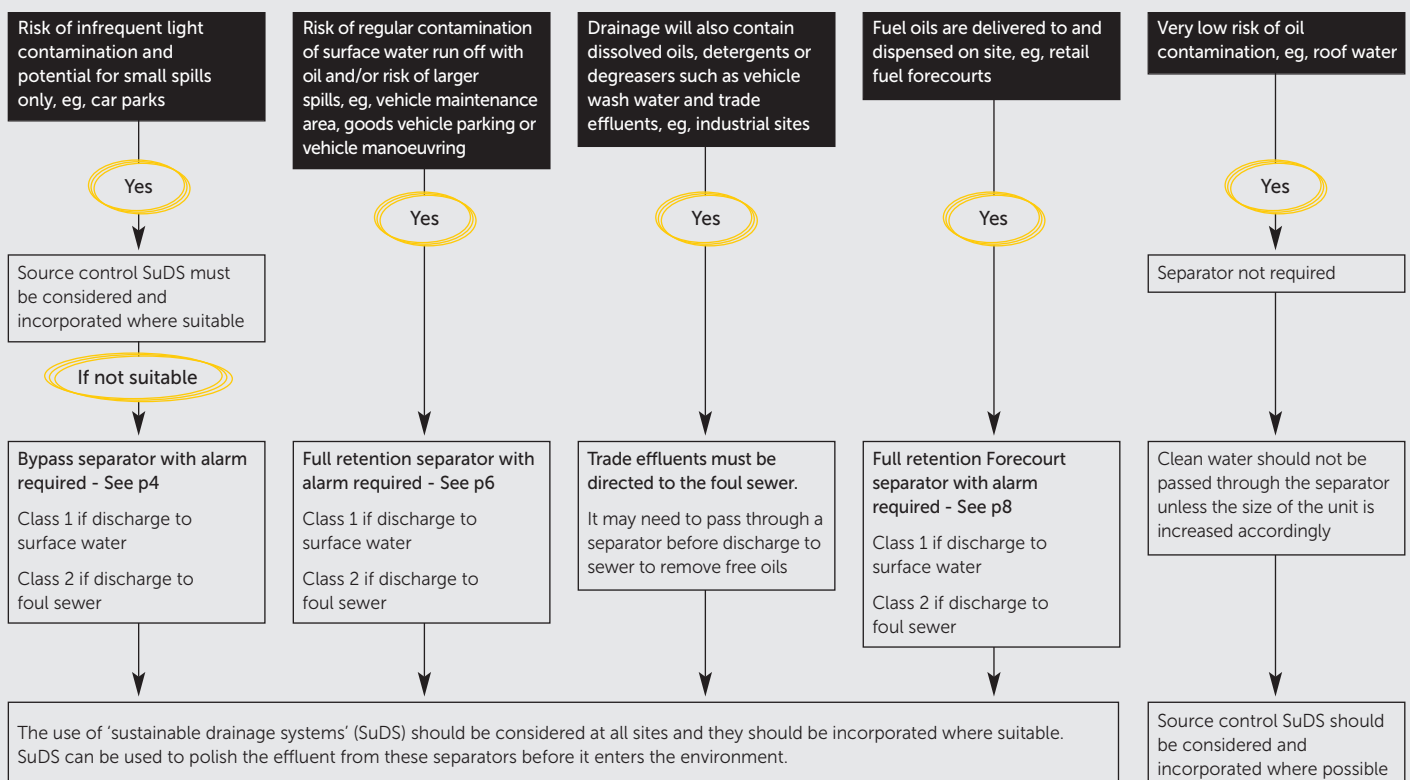 Risk of infrequent light
contamination and
potential for small spills
only, eg, car parks
Yes
Source control SuDS must
be considered and
incorporated where suitable
If not suitable
Bypass separator with alarm
required - See p4
Class 1 if discharge to
surface water
Class 2 if discharge to
foul sewer
Risk of regular contamination
of surface water run off with
oil and/or risk of larger
spills, eg, vehicle maintenance
area, goods vehicle parking or
vehicle manoeuvring
Yes
Full retention separator with
alarm required - See p6
Class 1 if discharge to
surface water
Class 2 if discharge to
foul sewer
Drainage will also contain
dissolved oils, detergents or
degreasers such as vehicle
wash water and trade
effluents, eg, industrial sites
Yes
Trade effluents must be
directed to the foul sewer.
It may need to pass through a
separator before discharge to
sewer to remove free oils
Fuel oils are delivered to and
dispensed on site, eg, retail
fuel forecourts
Yes
Full retention Forecourt
separator with alarm
required - See p8
Class 1 if discharge to
surface water
Class 2 if discharge to
foul sewer
Very low risk of oil
contamination, eg, roof water
Yes
Separator not required
Clean water should not be
passed through the separator
unless the size of the unit is
increased accordingly
The use of ‘sustainable drainage systems’ (SuDS) should be considered at all sites and they should be incorporated where suitable.
SuDS can be used to polish the effluent from these separators before it enters the environment.
Source control SuDS should
be considered and
incorporated where possible